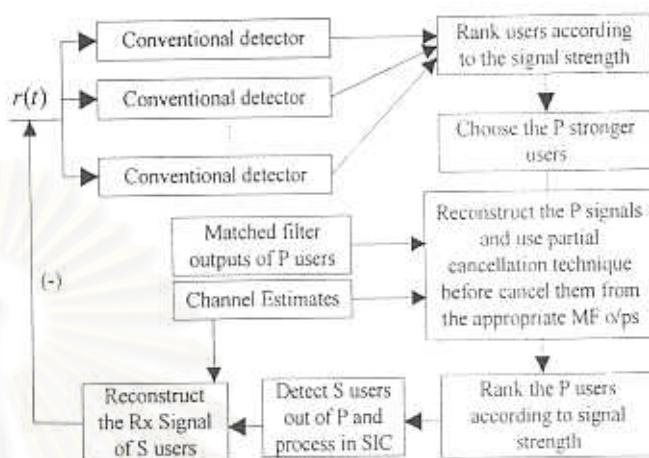 Conventional detector
r(t)
Conventional detector
Conventional detector
Rank users according
to the signal strength
Choose the P stronger
users
Matched filter
outputs of P users
Channel Estimates
Reconstruct the P signals
and use partial
cancellation technique
before cancel them from
the appropriate MF o/ps
(-)
Reconstruct
the Rx Signal
of S users
Detect S users
out of P and
process in SIC
Rank the P users
according to signal
strength